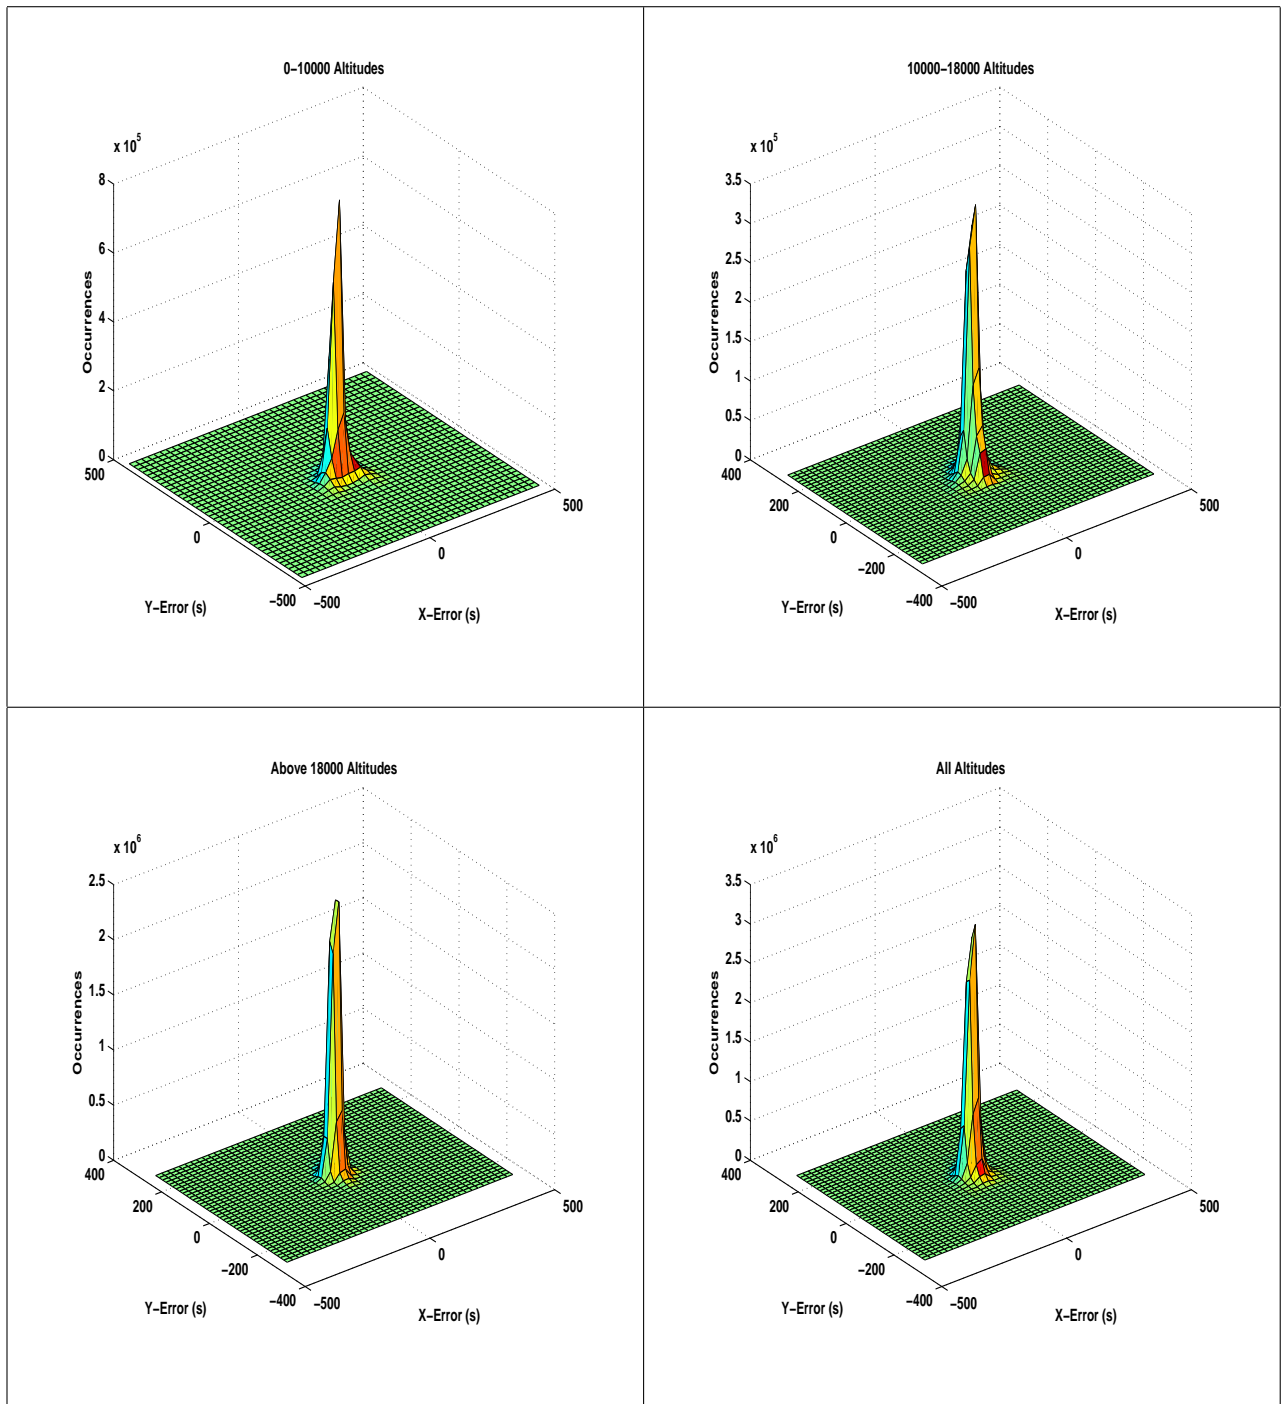 0−10000 Altitudes
x 10^5
8
6
4
2
0
Occurrences
500
0
−500
Y−Error (s)
−500
0
500
X−Error (s)
10000−18000 Altitudes
x 10^5
3.5
3
2.5
2
1.5
1
0.5
0
Occurrences
400
200
0
−200
−400
Y−Error (s)
−500
0
500
X−Error (s)
Above 18000 Altitudes
x 10^6
2.5
2
1.5
1
0.5
0
Occurrences
400
200
0
−200
−400
Y−Error (s)
−500
0
500
X−Error (s)
All Altitudes
x 10^6
3.5
3
2.5
2
1.5
1
0.5
0
Occurrences
400
200
0
−200
−400
Y−Error (s)
−500
0
500
X−Error (s)